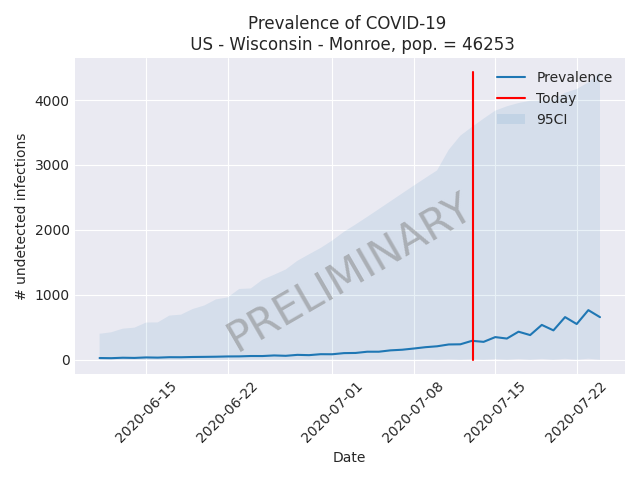 Prevalence of COVID-19
US - Wisconsin - Monroe, pop. = 46253
Prevalence
Today
95CI
4000
3000
2000
1000
0
# undetected infections
PRELIMINARY
2020-06-15
2020-06-22
2020-07-01
2020-07-08
2020-07-15
2020-07-22
Date